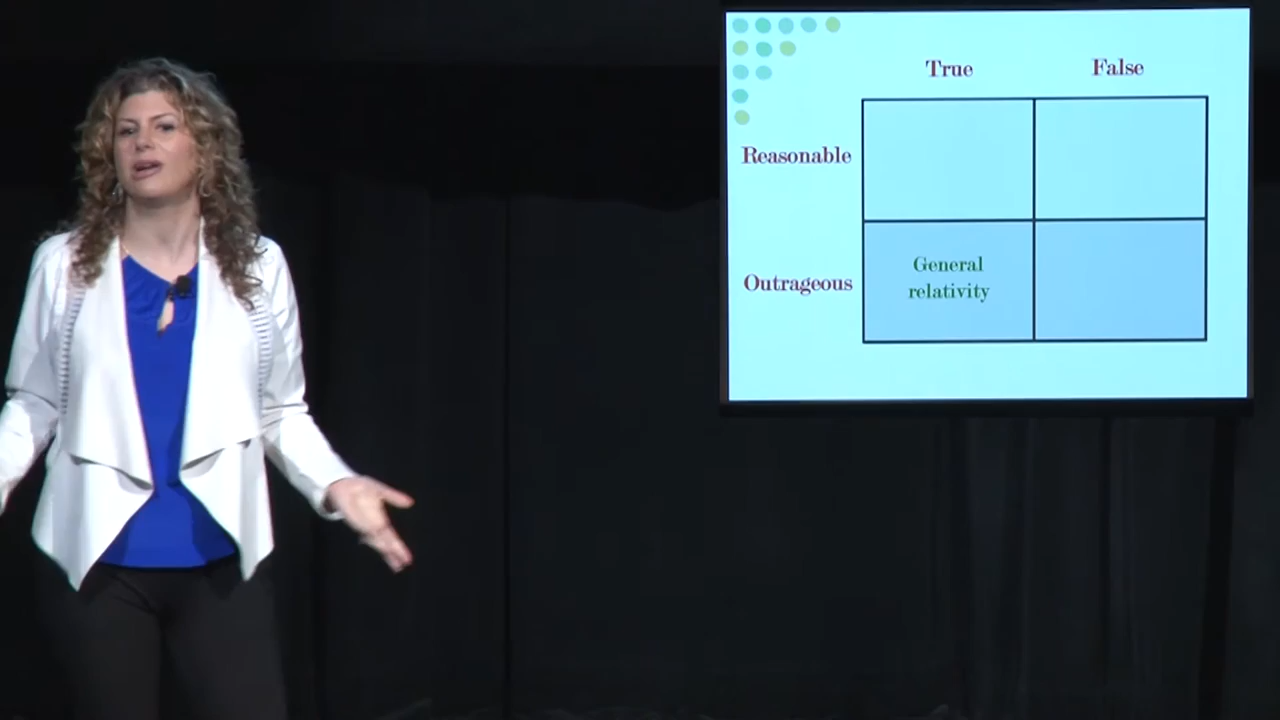 True False
Reasonable
General
relativity
Outrageous